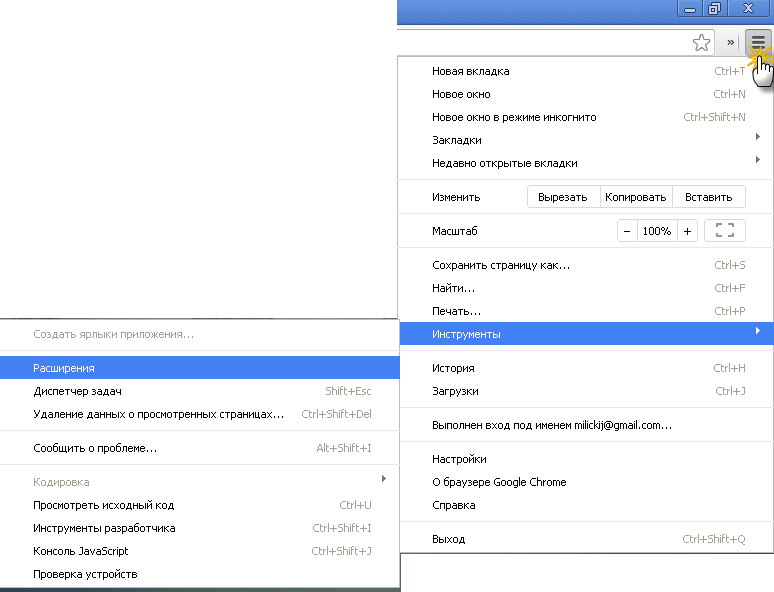 »
Новая вкладка Ctrl+T
Новое окно Ctrl+N
Новое окно в режиме инкогнито Ctrl+Shift+N
Закладки
Недавно открытые вкладки
Изменить Вырезать Копировать Вставить
Масштаб − 100% +
Сохранить страницу как... Ctrl+S
Найти... Ctrl+F
Печать... Ctrl+P
Инструменты
История Ctrl+H
Загрузки Ctrl+J
Выполнен вход под именем milickij@gmail.com...
Настройки
О браузере Google Chrome
Справка
Выход Ctrl+Shift+Q
Создать ярлыки приложения...
Расширения
Диспетчер задач Shift+Esc
Удаление данных о просмотренных страницах... Ctrl+Shift+Del
Сообщить о проблеме... Alt+Shift+I
Кодировка
Просмотреть исходный код Ctrl+U
Инструменты разработчика Ctrl+Shift+I
Консоль JavaScript Ctrl+Shift+J
Проверка устройств